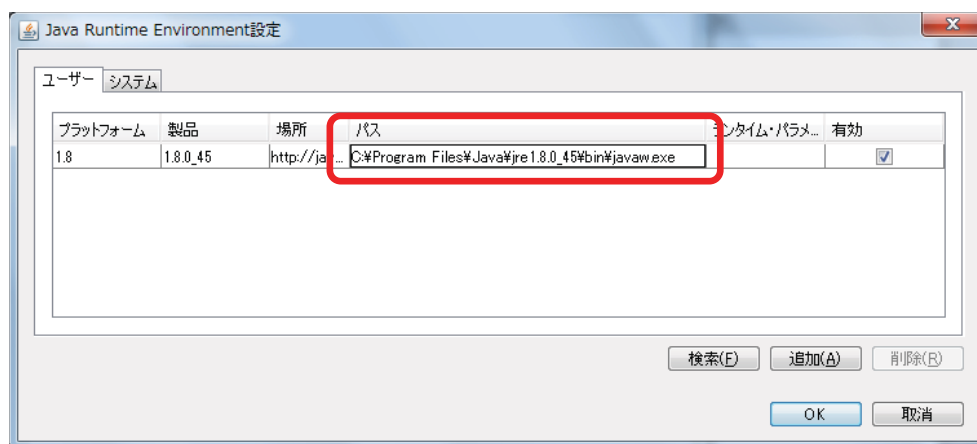 Java Runtime Environment設定
ユーザー システム
プラットフォーム 製品 場所 パス ランタイム・パラメ... 有効
1.8 1.8.0_45 http://jav... C:¥Program Files¥Java¥jre1.8.0_45¥bin¥javaw.exe
検索(F) 追加(A) 削除(R)
OK 取消